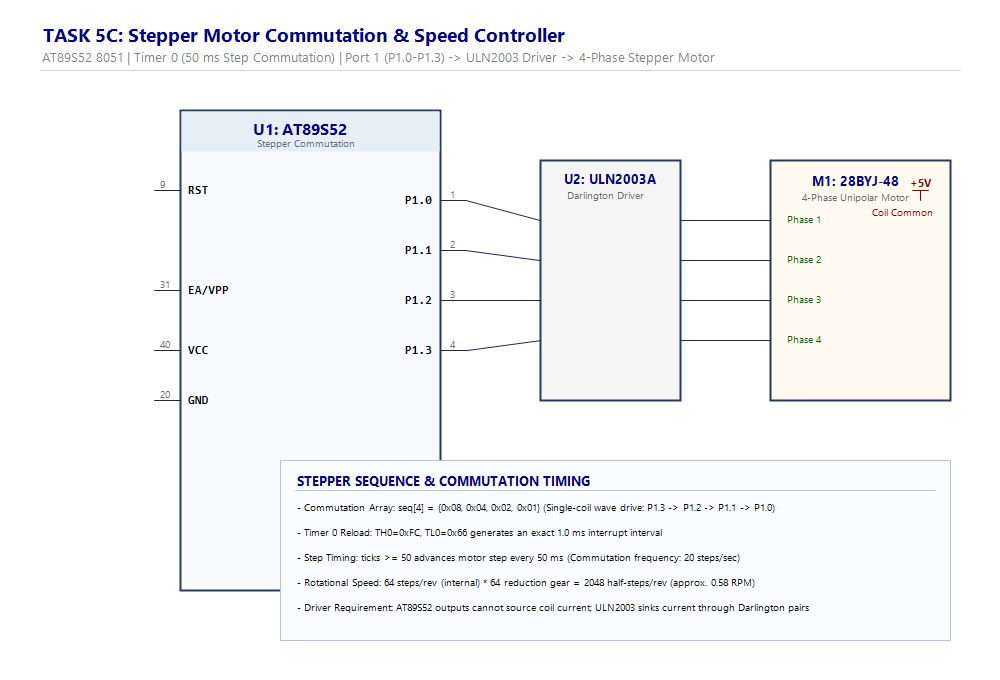 TASK 5C: Stepper Motor Commutation & Speed Controller
AT89S52 8051 | Timer 0 (50 ms Step Commutation) | Port 1 (P1.0-P1.3) -> ULN2003 Driver -> 4-Phase Stepper Motor
U1: AT89S52
Stepper Commutation
9
RST
31
EA/VPP
40
VCC
20
GND
P1.0
1
P1.1
2
P1.2
3
P1.3
4
U2: ULN2003A
Darlington Driver
M1: 28BYJ-48
+5V
4-Phase Unipolar Motor
Coil Common
Phase 1
Phase 2
Phase 3
Phase 4
STEPPER SEQUENCE & COMMUTATION TIMING
- Commutation Array: seq[4] = {0x08, 0x04, 0x02, 0x01} (Single-coil wave drive: P1.3 -> P1.2 -> P1.1 -> P1.0)
- Timer 0 Reload: TH0=0xFC, TL0=0x66 generates an exact 1.0 ms interrupt interval
- Step Timing: ticks >= 50 advances motor step every 50 ms (Commutation frequency: 20 steps/sec)
- Rotational Speed: 64 steps/rev (internal) * 64 reduction gear = 2048 half-steps/rev (approx. 0.58 RPM)
- Driver Requirement: AT89S52 outputs cannot source coil current; ULN2003 sinks current through Darlington pairs